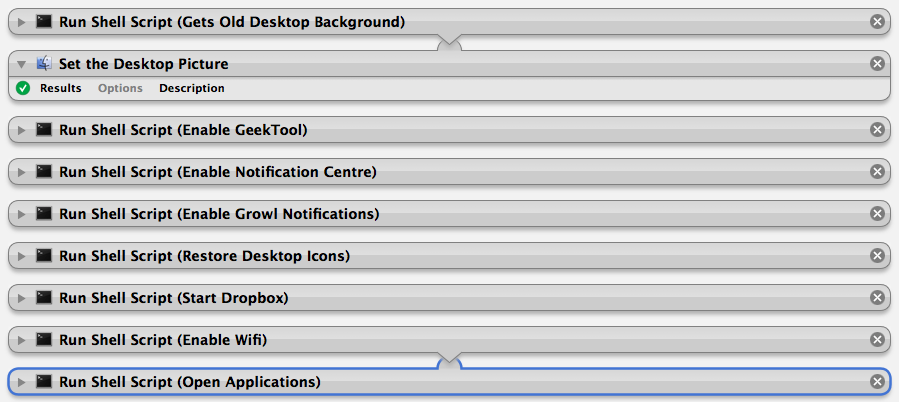 Run Shell Script (Gets Old Desktop Background)
Set the Desktop Picture
Results Options Description
Run Shell Script (Enable GeekTool)
Run Shell Script (Enable Notification Centre)
Run Shell Script (Enable Growl Notifications)
Run Shell Script (Restore Desktop Icons)
Run Shell Script (Start Dropbox)
Run Shell Script (Enable Wifi)
Run Shell Script (Open Applications)